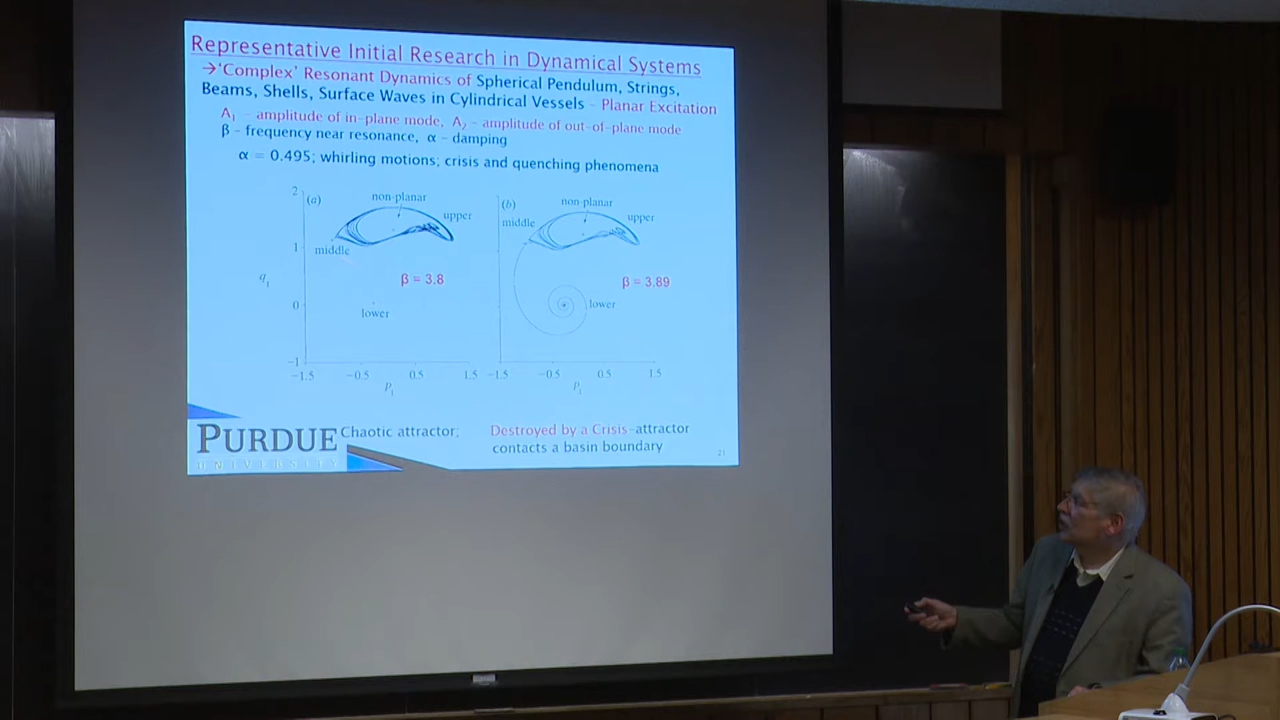 Representative Initial Research in Dynamical Systems
→'Complex' Resonant Dynamics of Spherical Pendulum, Strings,
Beams, Shells, Surface Waves in Cylindrical Vessels - Planar Excitation
A₁ - amplitude of in-plane mode, A₂ - amplitude of out-of-plane mode
β - frequency near resonance, α - damping
α = 0.495; whirling motions; crisis and quenching phenomena
2
(a)
non-planar
upper
middle
1
q₁
β = 3.8
0
lower
-1
-1.5 -0.5 0.5 1.5
p₁
(b)
non-planar
middle
upper
β = 3.89
lower
-1.5 -0.5 0.5 1.5
p₁
Chaotic attractor;
Destroyed by a Crisis-attractor
contacts a basin boundary
PURDUE
UNIVERSITY
21